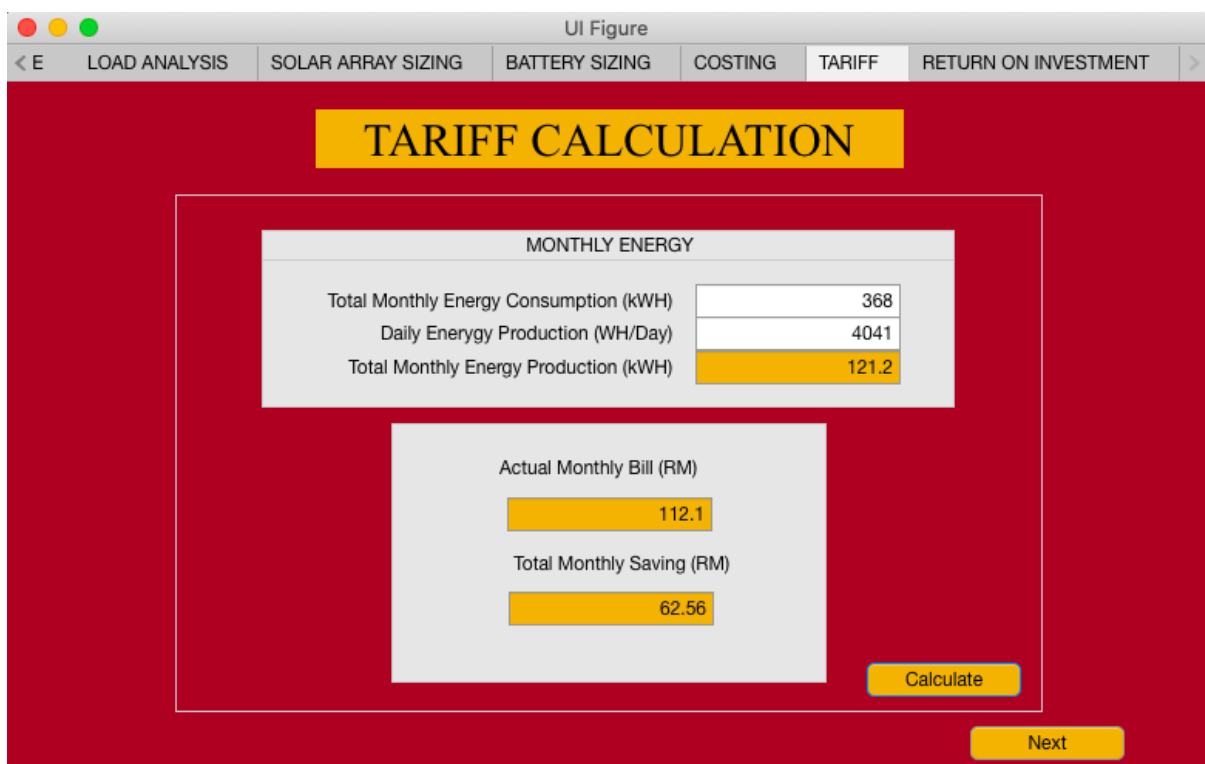 UI Figure
< E LOAD ANALYSIS SOLAR ARRAY SIZING BATTERY SIZING COSTING TARIFF RETURN ON INVESTMENT >
TARIFF CALCULATION
MONTHLY ENERGY
Total Monthly Energy Consumption (kWH) 368
Daily Enerygy Production (WH/Day) 4041
Total Monthly Energy Production (kWH) 121.2
Actual Monthly Bill (RM)
112.1
Total Monthly Saving (RM)
62.56
Calculate
Next